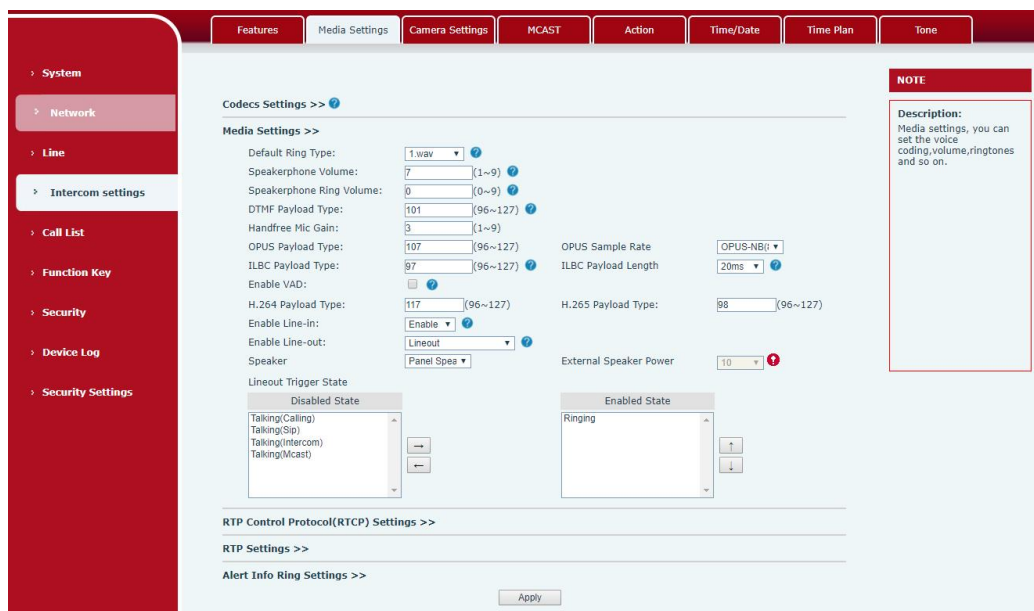 Features Media Settings Camera Settings MCAST Action Time/Date Time Plan Tone
› System
› Network
› Line
› Intercom settings
› Call List
› Function Key
› Security
› Device Log
› Security Settings
Codecs Settings >> ?
Media Settings >>
Default Ring Type: 1.wav ?
Speakerphone Volume: 7 (1~9) ?
Speakerphone Ring Volume: 0 (0~9) ?
DTMF Payload Type: 101 (96~127) ?
Handfree Mic Gain: 3 (1~9)
OPUS Payload Type: 107 (96~127) OPUS Sample Rate OPUS-NB(
ILBC Payload Type: 97 (96~127) ? ILBC Payload Length 20ms ?
Enable VAD: ?
H.264 Payload Type: 117 (96~127) H.265 Payload Type: 98 (96~127)
Enable Line-in: Enable ?
Enable Line-out: Lineout ?
Speaker Panel Spea External Speaker Power 10
Lineout Trigger State
Disabled State Enabled State
Talking(Calling) Ringing
Talking(Sip)
Talking(Intercom)
Talking(Mcast)
→ ↑
← ↓
RTP Control Protocol(RTCP) Settings >>
RTP Settings >>
Alert Info Ring Settings >>
Apply
NOTE
Description:
Media settings, you can
set the voice
coding,volume,ringtones
and so on.